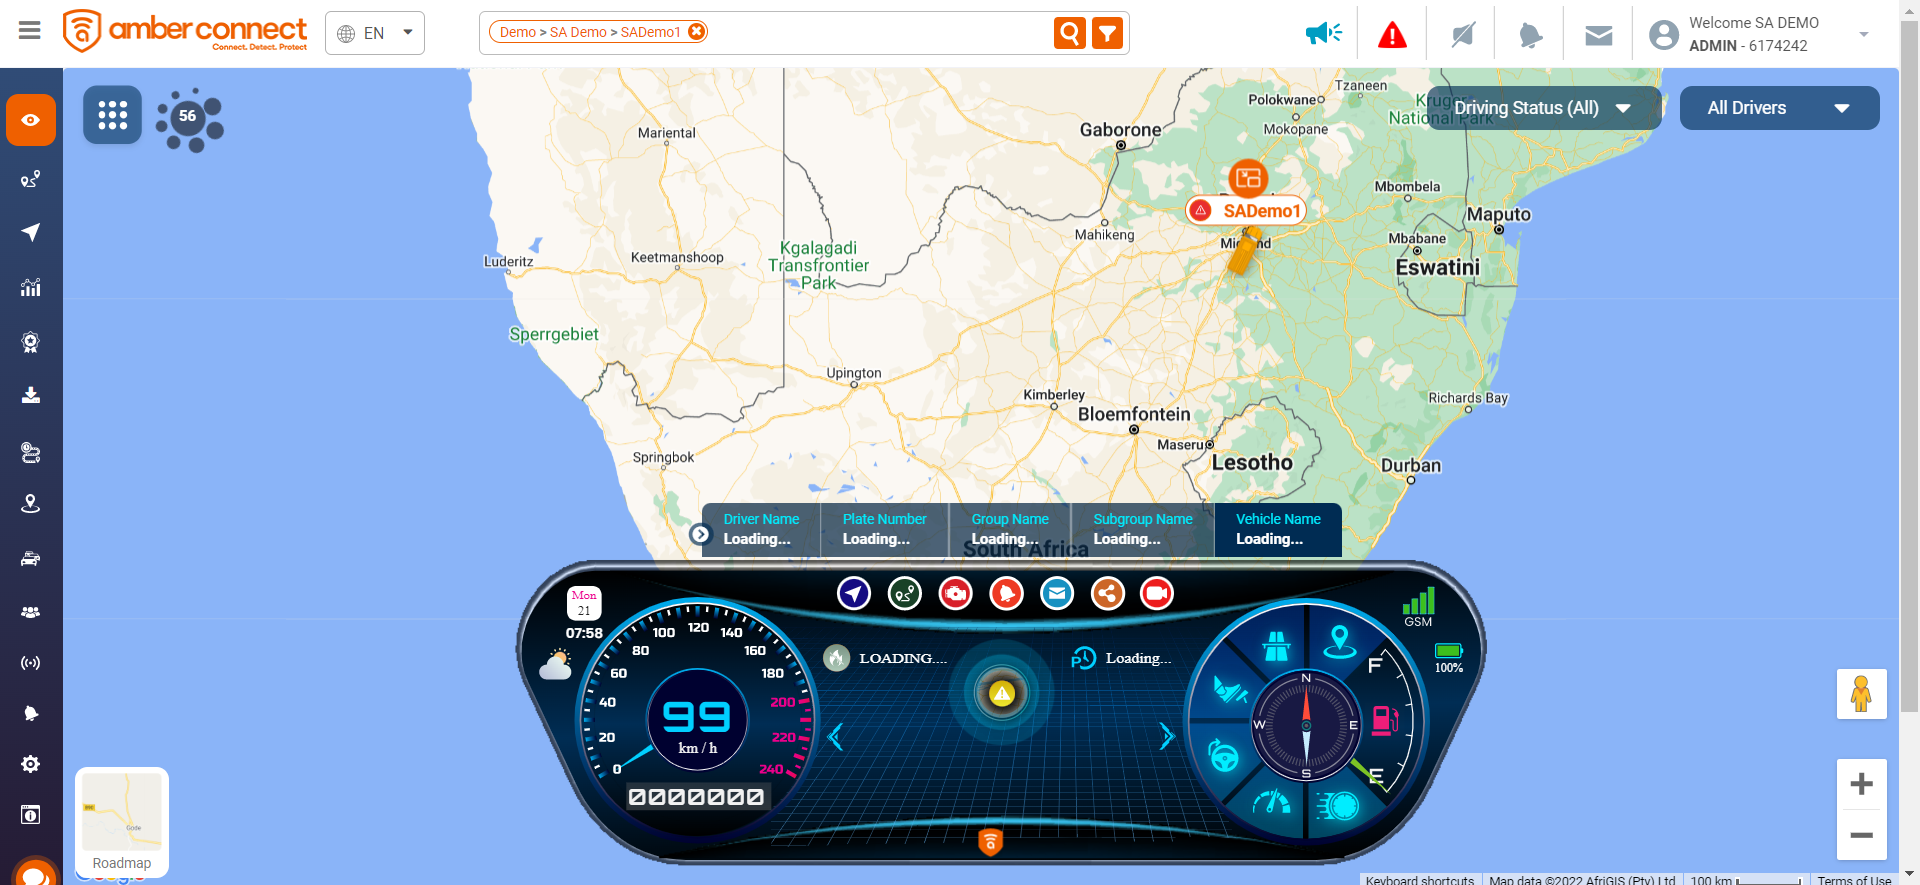 amber connect
Connect. Detect. Protect
EN
Demo > SA Demo > SADemo1
Welcome SA DEMO
ADMIN - 6174242
56
Driving Status (All)
All Drivers
Tzaneen
Polokwane
Kruger
National Park
Mokopane
Gaborone
Mariental
Mbombela
SADemo1
Maputo
Mahikeng
Mbabane
Eswatini
Kgalagadi
Transfrontier
Park
Keetmanshoop
Luderitz
Sperrgebiet
Upington
Kimberley
Bloemfontein
Richards Bay
Maseru
Lesotho
Springbok
Durban
Driver Name
Loading...
Plate Number
Loading...
Group Name
Loading...
Subgroup Name
Loading...
Vehicle Name
Loading...
South Africa
Mon
21
07:58
0
20
40
60
80
100
120
140
160
180
200
220
240
99
km / h
0000000
LOADING....
P
Loading...
N
E
S
W
F
E
GSM
100%
Roadmap
Keyboard shortcuts
Map data ©2022 AfriGIS (Pty) Ltd
100 km
Terms of Use